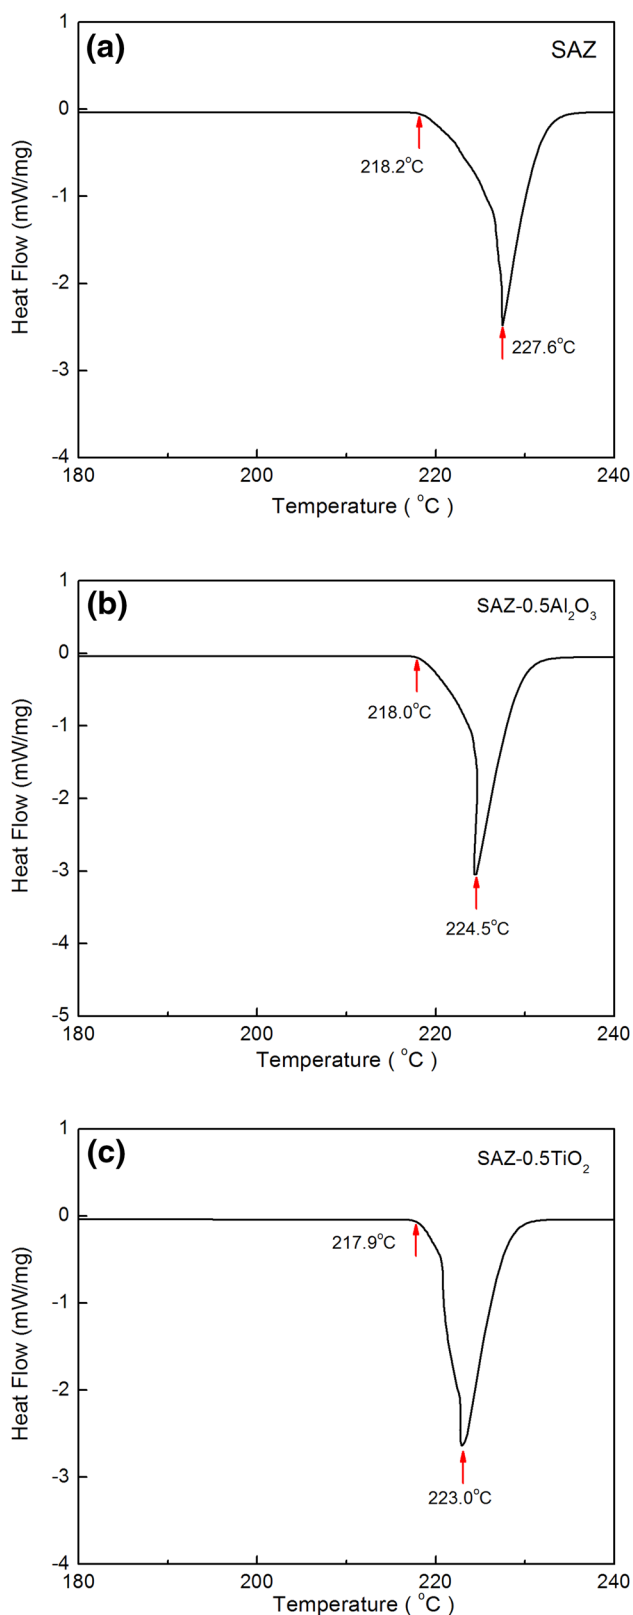 (a)
SAZ
1
0
-1
-2
-3
-4
Heat Flow (mW/mg)
218.2°C
227.6°C
180
200
220
240
Temperature ( °C )
(b)
SAZ-0.5Al₂O₃
1
0
-1
-2
-3
-4
-5
Heat Flow (mW/mg)
218.0°C
224.5°C
180
200
220
240
Temperature ( °C )
(c)
SAZ-0.5TiO₂
1
0
-1
-2
-3
-4
Heat Flow (mW/mg)
217.9°C
223.0°C
180
200
220
240
Temperature ( °C )